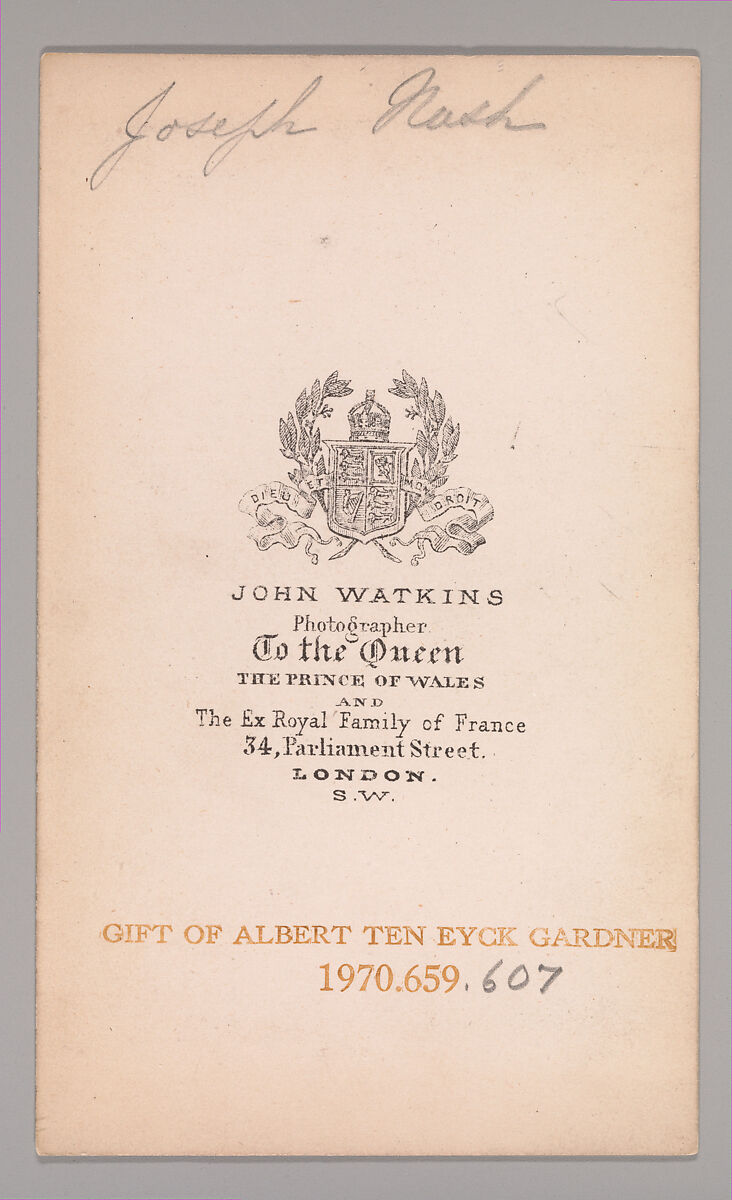 Joseph Nash
DIEU ET MON DROIT
JOHN WATKINS
Photographer
To the Queen
THE PRINCE OF WALES
AND
The Ex Royal Family of France
34, Parliament Street.
LONDON.
S.W.
GIFT OF ALBERT TEN EYCK GARDNER
1970.659.607